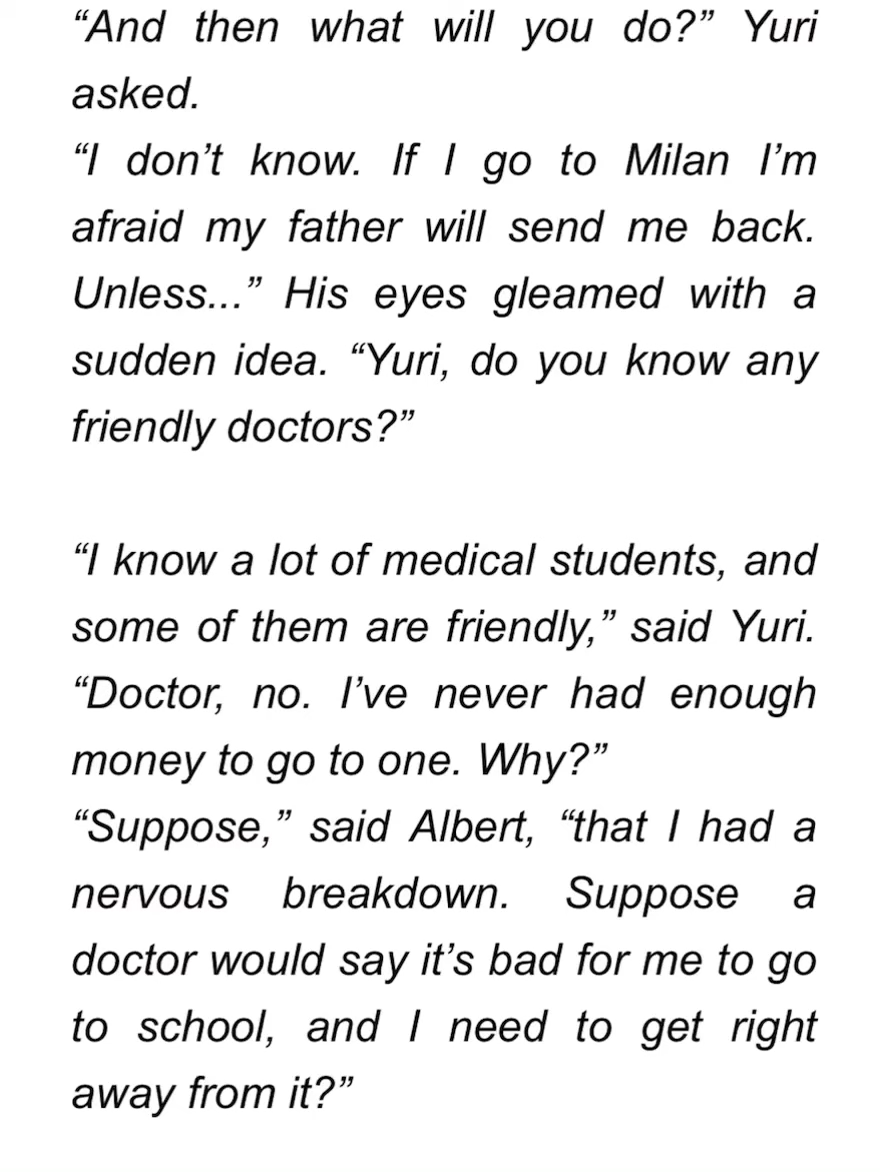 “And then what will you do?” Yuri
asked.
“I don’t know. If I go to Milan I’m
afraid my father will send me back.
Unless...” His eyes gleamed with a
sudden idea. “Yuri, do you know any
friendly doctors?”
“I know a lot of medical students, and
some of them are friendly,” said Yuri.
“Doctor, no. I’ve never had enough
money to go to one. Why?”
“Suppose,” said Albert, “that I had a
nervous breakdown. Suppose a
doctor would say it’s bad for me to go
to school, and I need to get right
away from it?”